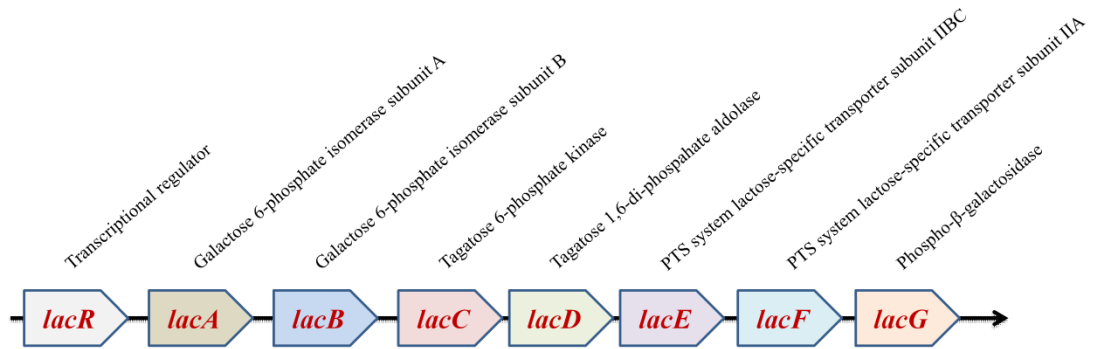 Transcriptional regulator
Galactose 6-phosphate isomerase subunit A
Galactose 6-phosphate isomerase subunit B
Tagatose 6-phosphate kinase
Tagatose 1,6-di-phospahate aldolase
PTS system lactose-specific transporter subunit IIBC
PTS system lactose-specific transporter subunit IIA
Phospho-β-galactosidase
lacR
lacA
lacB
lacC
lacD
lacE
lacF
lacG